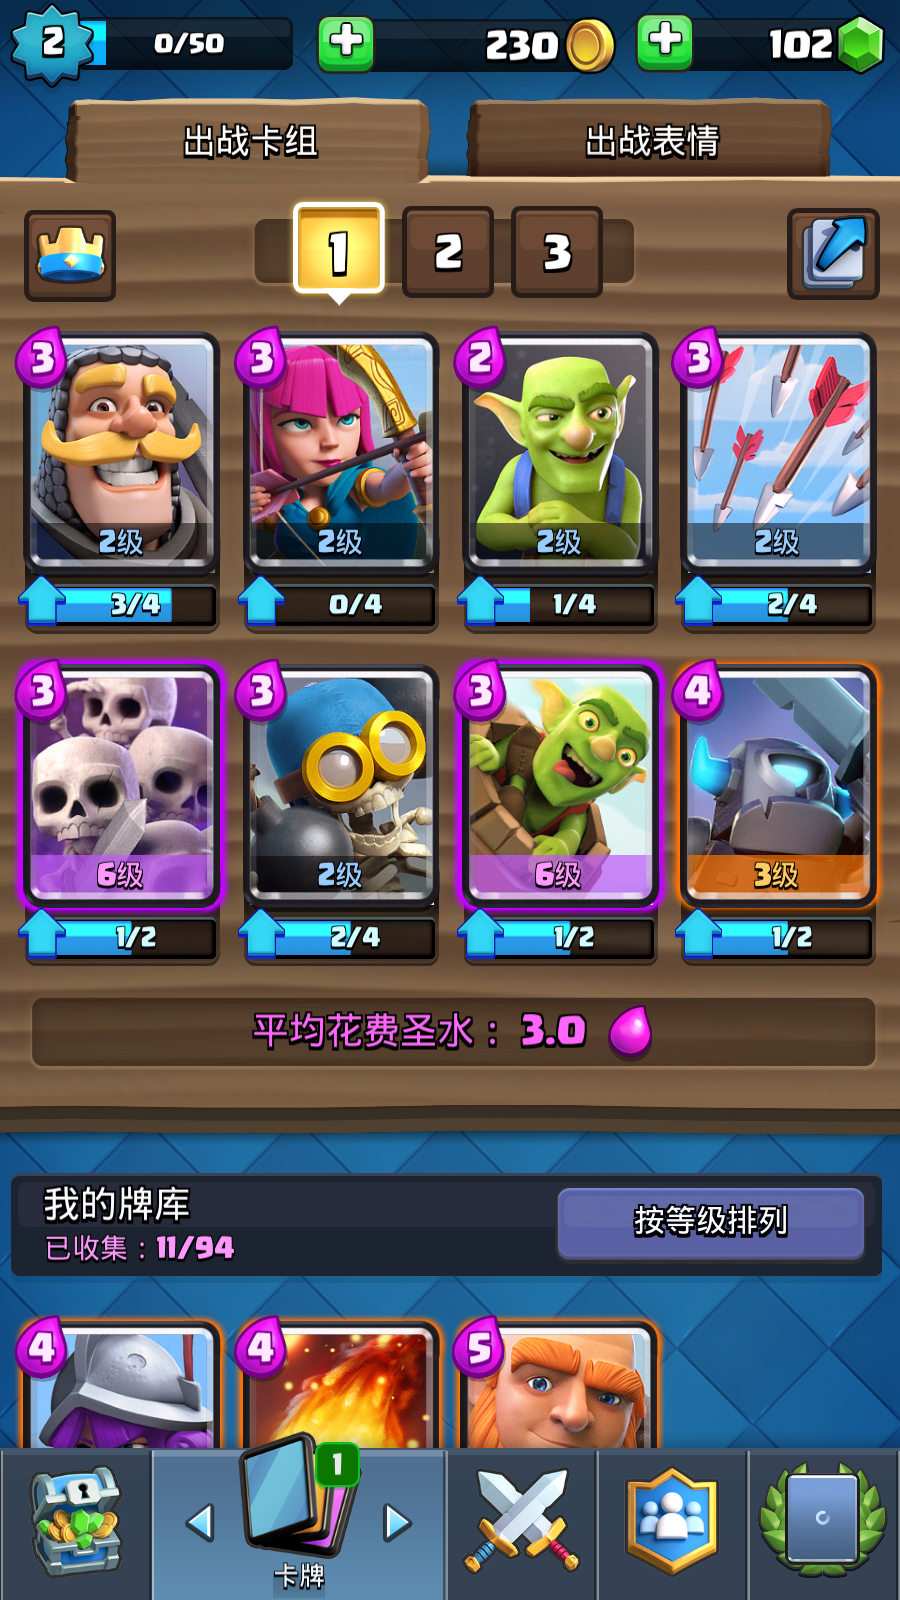 2 0/50 230 102
出战卡组 出战表情
1 2 3
3 3 2 3
2级 2级 2级 2级
3/4 0/4 1/4 2/4
3 3 3 4
6级 2级 6级 3级
1/2 2/4 1/2 1/2
平均花费圣水：3.0
我的牌库
已收集：11/94
按等级排列
4 4 5
1
卡牌